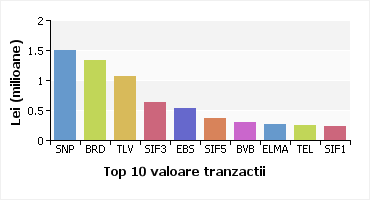 Lei (milioane)
2
1.5
1
0.5
0
SNP BRD TLV SIF3 EBS SIF5 BVB ELMA TEL SIF1
Top 10 valoare tranzactii